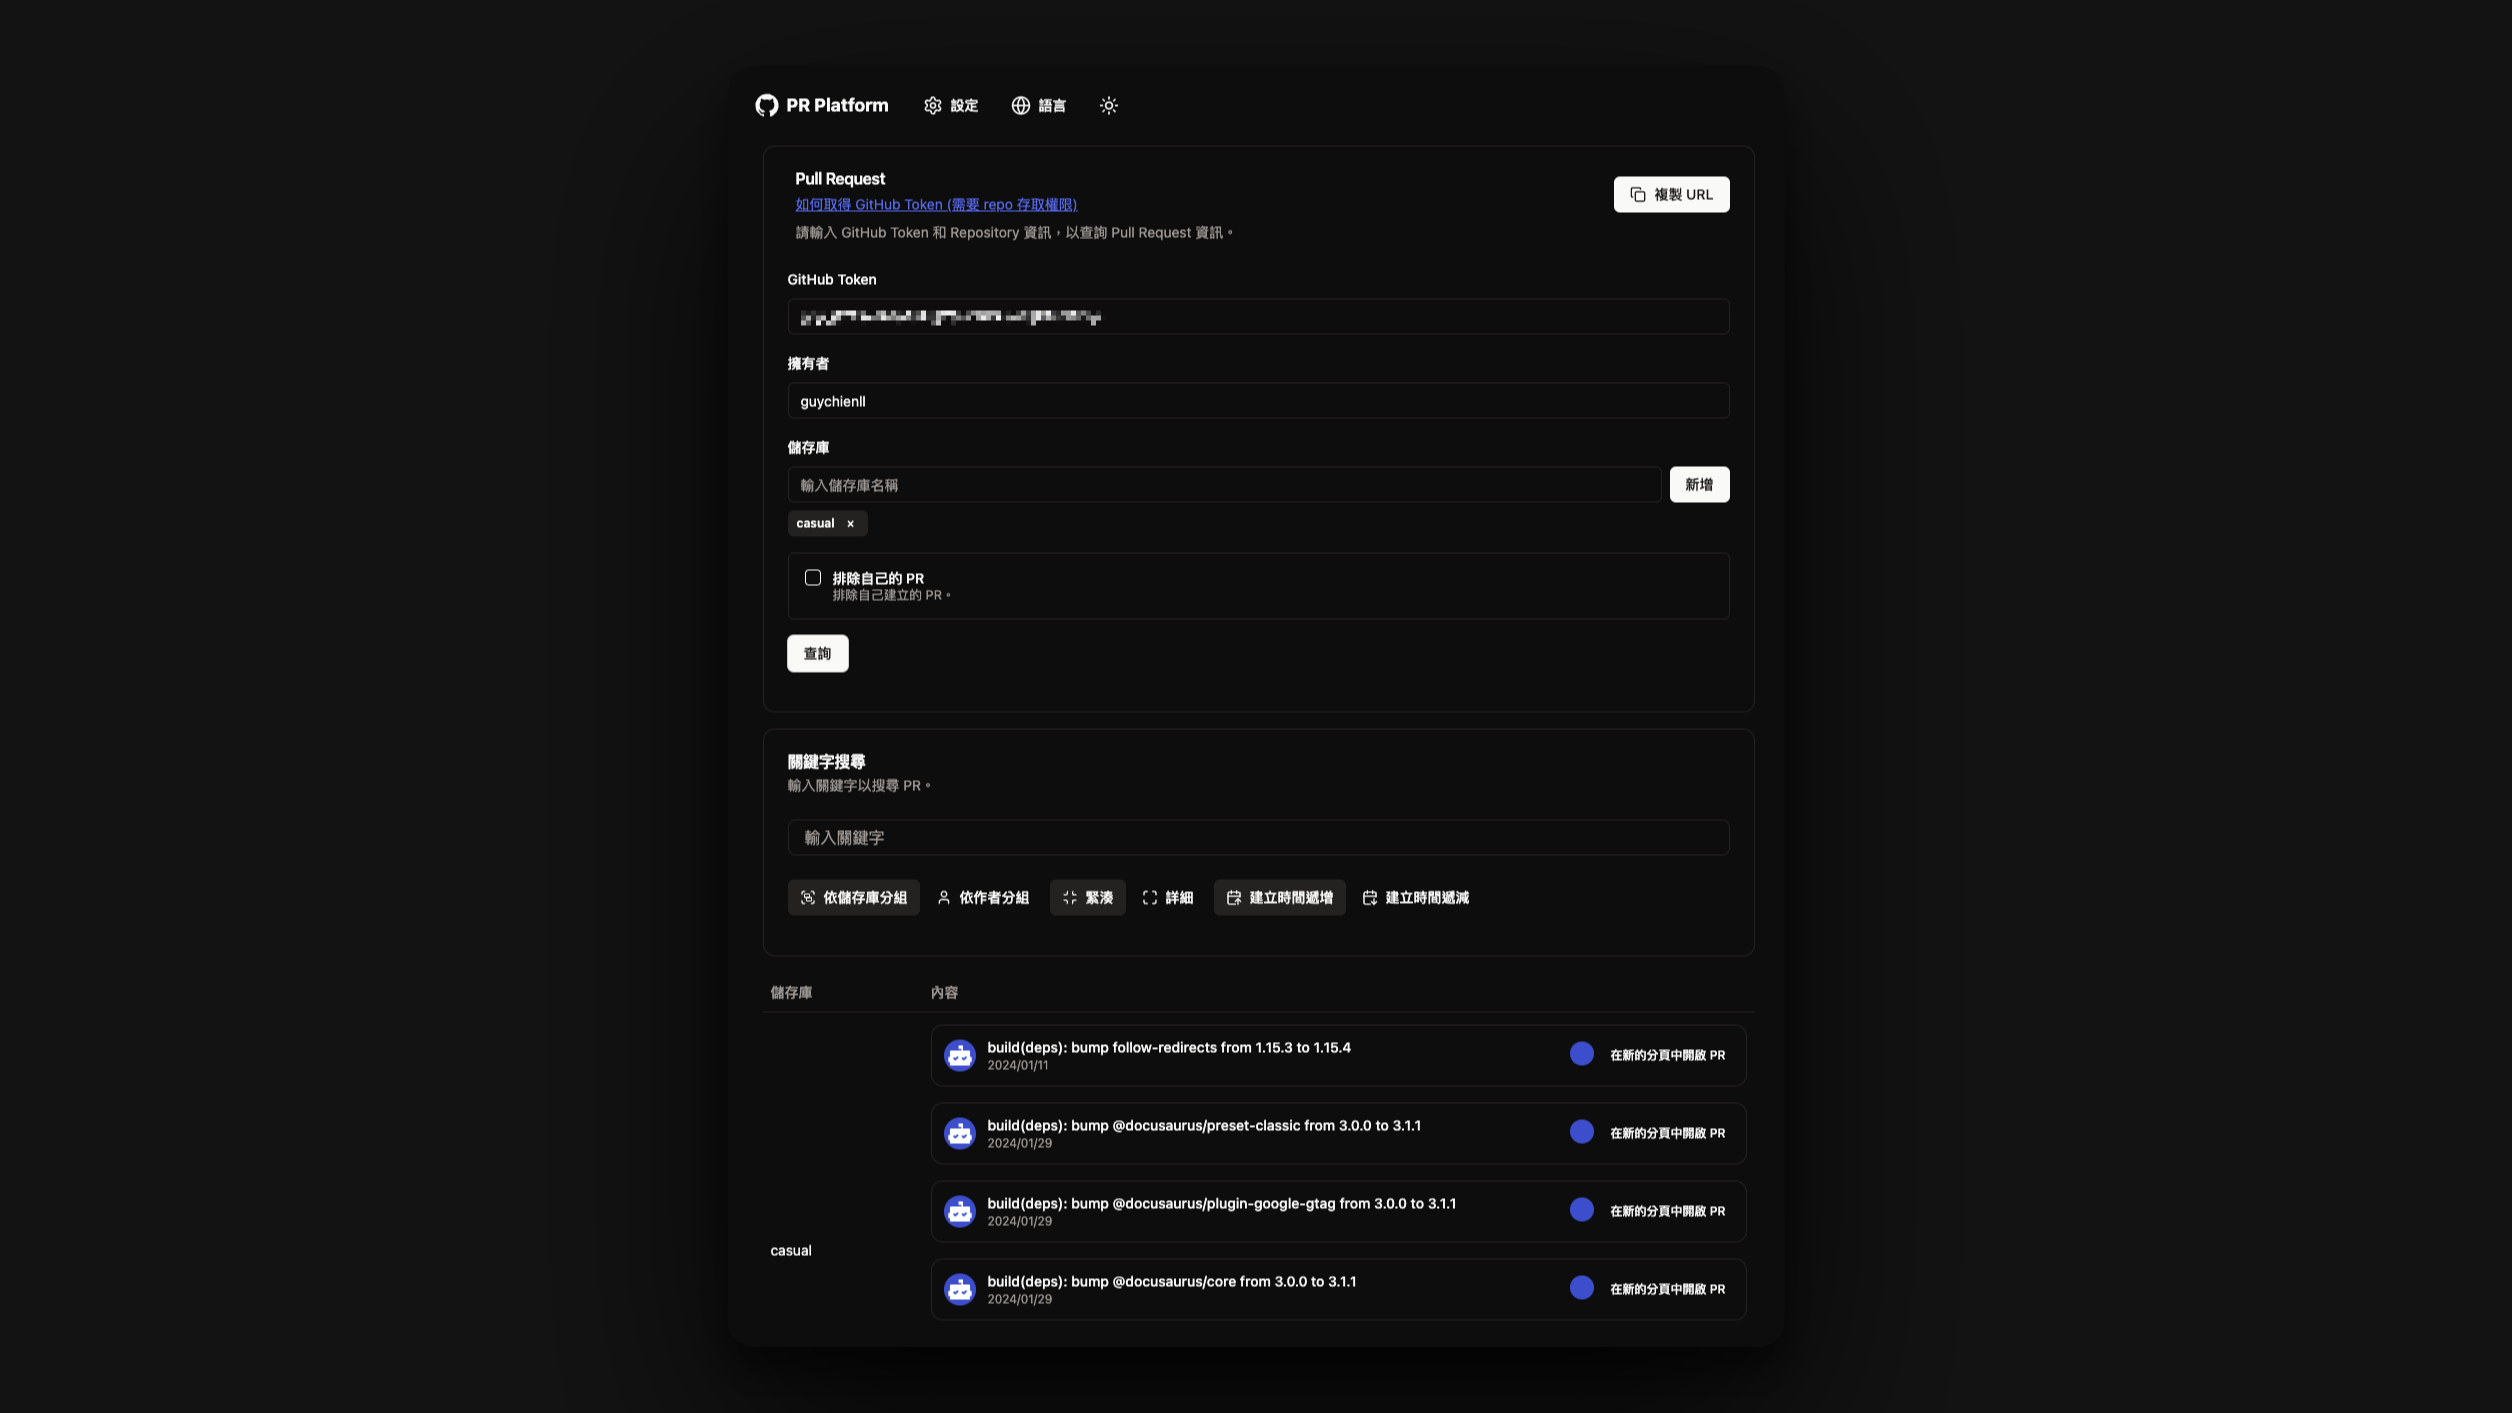 PR Platform 設定 語言
Pull Request
如何取得 GitHub Token (需要 repo 存取權限)
請輸入 GitHub Token 和 Repository 資訊，以查詢 Pull Request 資訊。
複製 URL
GitHub Token
擁有者
guychienll
儲存庫
輸入儲存庫名稱
新增
casual ×
排除自己的 PR
排除自己建立的 PR。
查詢
關鍵字搜尋
輸入關鍵字以搜尋 PR。
輸入關鍵字
依儲存庫分組 依作者分組 緊湊 詳細 建立時間遞增 建立時間遞減
儲存庫 內容
build(deps): bump follow-redirects from 1.15.3 to 1.15.4
2024/01/11
在新的分頁中開啟 PR
build(deps): bump @docusaurus/preset-classic from 3.0.0 to 3.1.1
2024/01/29
在新的分頁中開啟 PR
build(deps): bump @docusaurus/plugin-google-gtag from 3.0.0 to 3.1.1
2024/01/29
在新的分頁中開啟 PR
casual
build(deps): bump @docusaurus/core from 3.0.0 to 3.1.1
2024/01/29
在新的分頁中開啟 PR